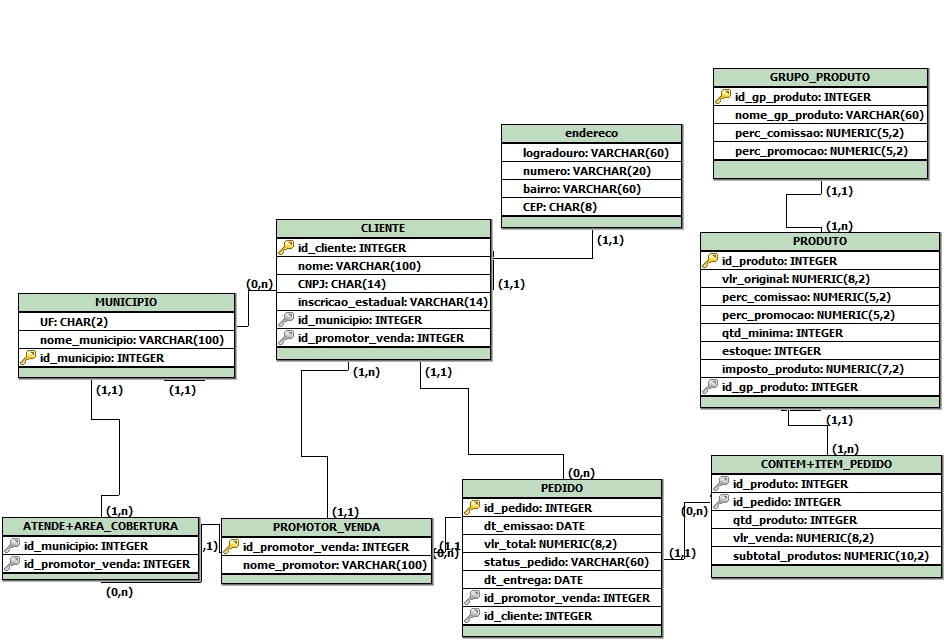 GRUPO_PRODUTO
id_gp_produto: INTEGER
nome_gp_produto: VARCHAR(60)
perc_comissao: NUMERIC(5,2)
perc_promocao: NUMERIC(5,2)
(1,1)
(1,n)
endereco
logradouro: VARCHAR(60)
numero: VARCHAR(20)
bairro: VARCHAR(60)
CEP: CHAR(8)
(1,1)
(1,1)
CLIENTE
id_cliente: INTEGER
nome: VARCHAR(100)
CNPJ: CHAR(14)
inscricao_estadual: VARCHAR(14)
id_municipio: INTEGER
id_promotor_venda: INTEGER
(0,n)
(1,n)
(1,1)
PRODUTO
id_produto: INTEGER
vlr_original: NUMERIC(8,2)
perc_comissao: NUMERIC(5,2)
perc_promocao: NUMERIC(5,2)
qtd_minima: INTEGER
estoque: INTEGER
imposto_produto: NUMERIC(7,2)
id_gp_produto: INTEGER
(1,1)
(1,n)
MUNICIPIO
UF: CHAR(2)
nome_municipio: VARCHAR(100)
id_municipio: INTEGER
(1,1)
(1,1)
(1,n)
ATENDE+AREA_COBERTURA
id_municipio: INTEGER
id_promotor_venda: INTEGER
(0,n)
,1)
(1,1)
PROMOTOR_VENDA
id_promotor_venda: INTEGER
nome_promotor: VARCHAR(100)
(1,1
(0,n)
(0,n)
PEDIDO
id_pedido: INTEGER
dt_emissao: DATE
vlr_total: NUMERIC(8,2)
status_pedido: VARCHAR(60)
dt_entrega: DATE
id_promotor_venda: INTEGER
id_cliente: INTEGER
(1,1)
(0,n)
CONTEM+ITEM_PEDIDO
id_produto: INTEGER
id_pedido: INTEGER
qtd_produto: INTEGER
vlr_venda: NUMERIC(8,2)
subtotal_produtos: NUMERIC(10,2)